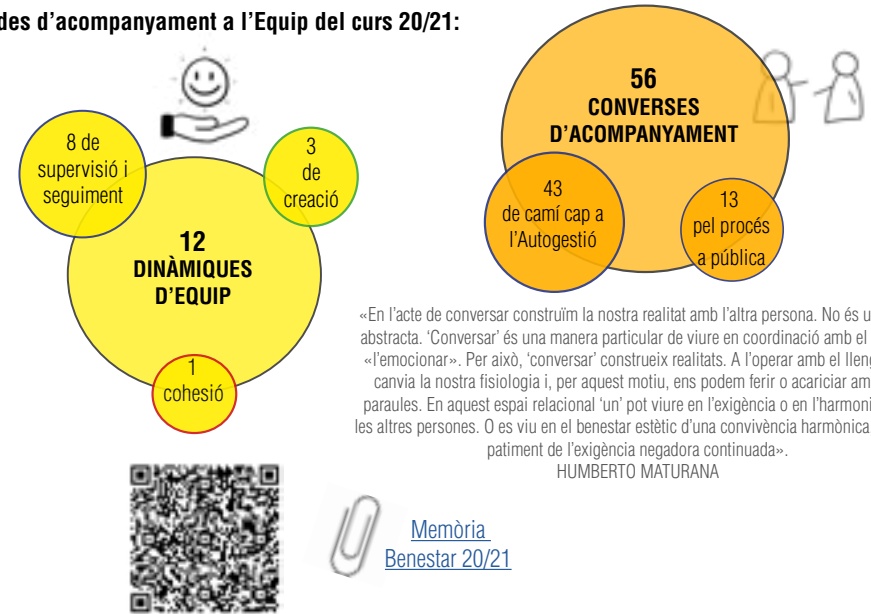 des d’acompanyament a l’Equip del curs 20/21:
8 de
supervisió i
seguiment
3
de
creació
12
DINÀMIQUES
D’EQUIP
1
cohesió
56
CONVERSES
D’ACOMPANYAMENT
43
de camí cap a
l’Autogestió
13
pel procés
a pública
«En l’acte de conversar construïm la nostra realitat amb l’altra persona. No és
abstracta. ‘Conversar’ és una manera particular de viure en coordinació amb el
«l’emocionar». Per això, ‘conversar’ construeix realitats. A l’operar amb el
canvia la nostra fisiologia i, per aquest motiu, ens podem ferir o acariciar
paraules. En aquest espai relacional ‘un’ pot viure en l’exigència o en
les altres persones. O es viu en el benestar estètic d’una convivència harmònica
patiment de l’exigència negadora continuada».
HUMBERTO MATURANA
Memòria
Benestar 20/21